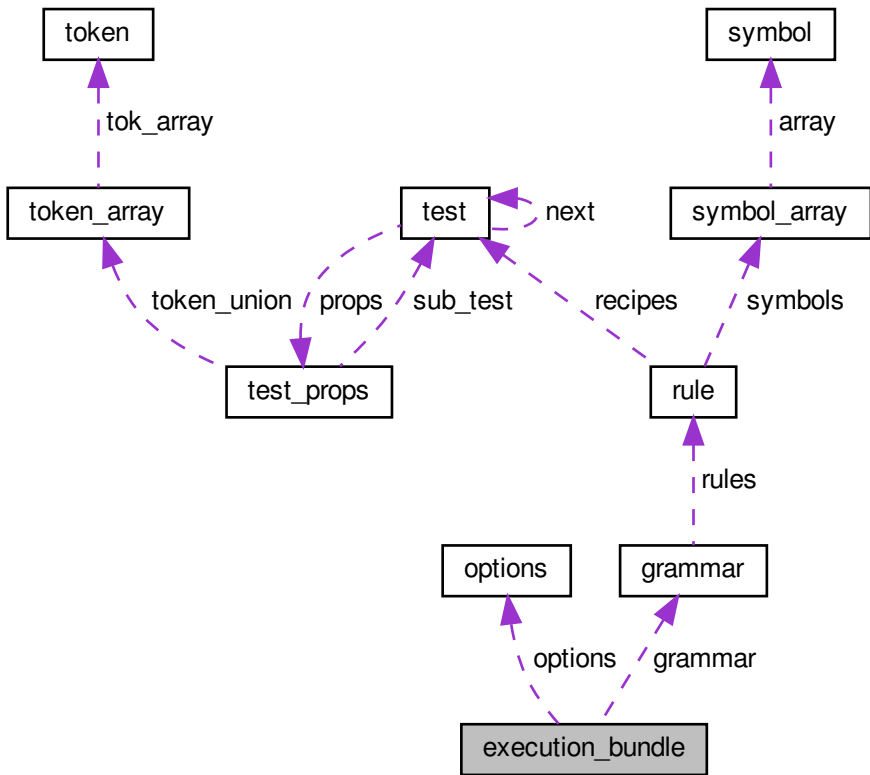 token
symbol
tok_array
array
token_array
test
next
symbol_array
token_union
props
sub_test
recipes
symbols
test_props
rule
rules
options
grammar
options
grammar
execution_bundle